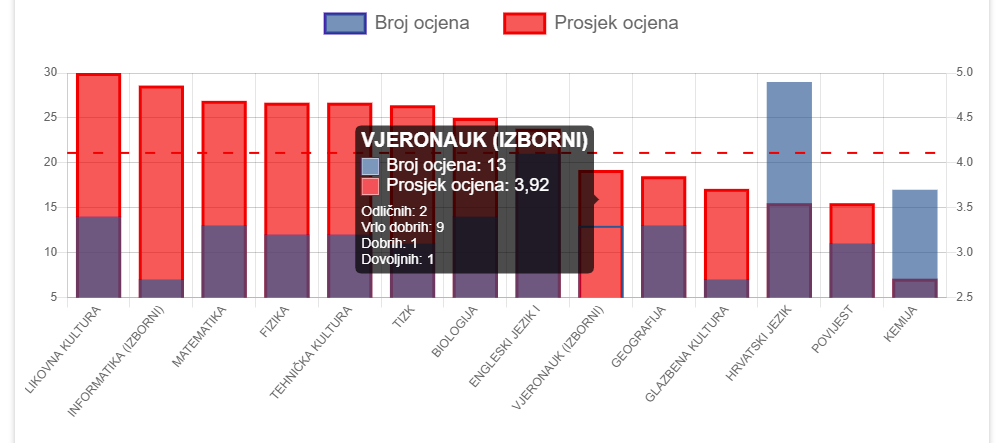 Broj ocjena Prosjek ocjena
30 5.0
25 4.5
20 4.0
15 3.5
10 3.0
5 2.5
VJERONAUK (IZBORNI)
Broj ocjena: 13
Prosjek ocjena: 3,92
Odličnih: 2
Vrlo dobrih: 9
Dobrih: 1
Dovoljnih: 1
LIKOVNA KULTURA
INFORMATIKA (IZBORNI)
MATEMATIKA
FIZIKA
TEHNIČKA KULTURA
TIZK
BIOLOGIJA
ENGLESKI JEZIK I
VJERONAUK (IZBORNI)
GEOGRAFIJA
GLAZBENA KULTURA
HRVATSKI JEZIK
POVIJEST
KEMIJA